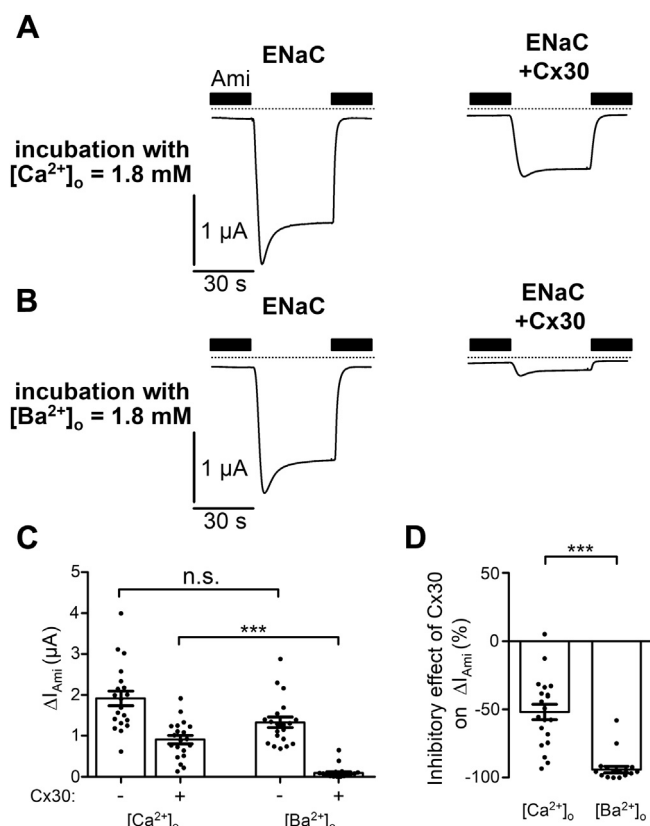 A
ENaC
ENaC
+Cx30
Ami
incubation with
[Ca²⁺]ₒ = 1.8 mM
1 μA
30 s
B
ENaC
ENaC
+Cx30
incubation with
[Ba²⁺]ₒ = 1.8 mM
1 μA
30 s
C
n.s.
***
5
4
3
2
1
0
ΔI_Ami (μA)
Cx30: - + - +
[Ca²⁺]ₒ [Ba²⁺]ₒ
D
***
50
0
-50
-100
Inhibitory effect of Cx30
on ΔI_Ami (%)
[Ca²⁺]ₒ [Ba²⁺]ₒ